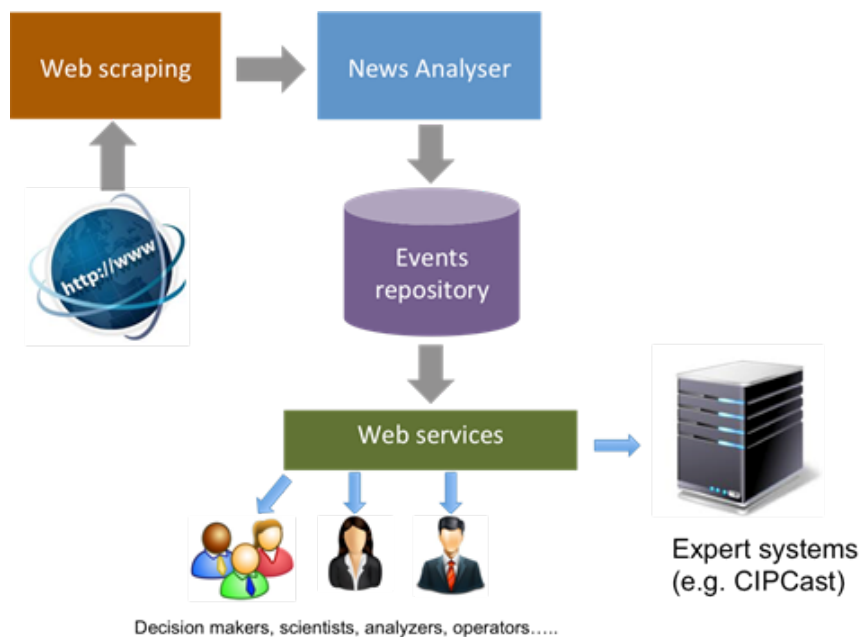 Web scraping
News Analyser
http://www
Events
repository
Web services
Expert systems
(e.g. CIPCast)
Decision makers, scientists, analyzers, operators.....